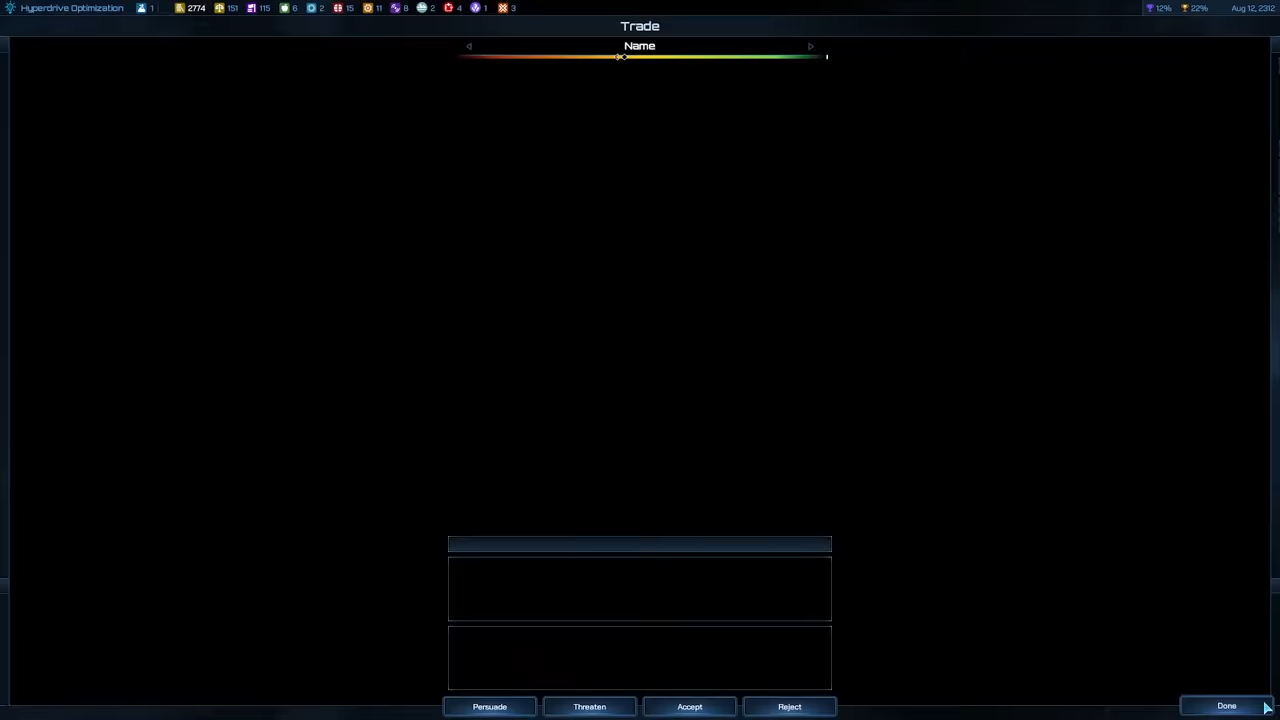 Hyperdrive Optimization 1 2774 151 115 6 2 15 11 8 2 4 1 3 12% 22% Aug 12, 2312
Trade
Name
Persuade Threaten Accept Reject Done